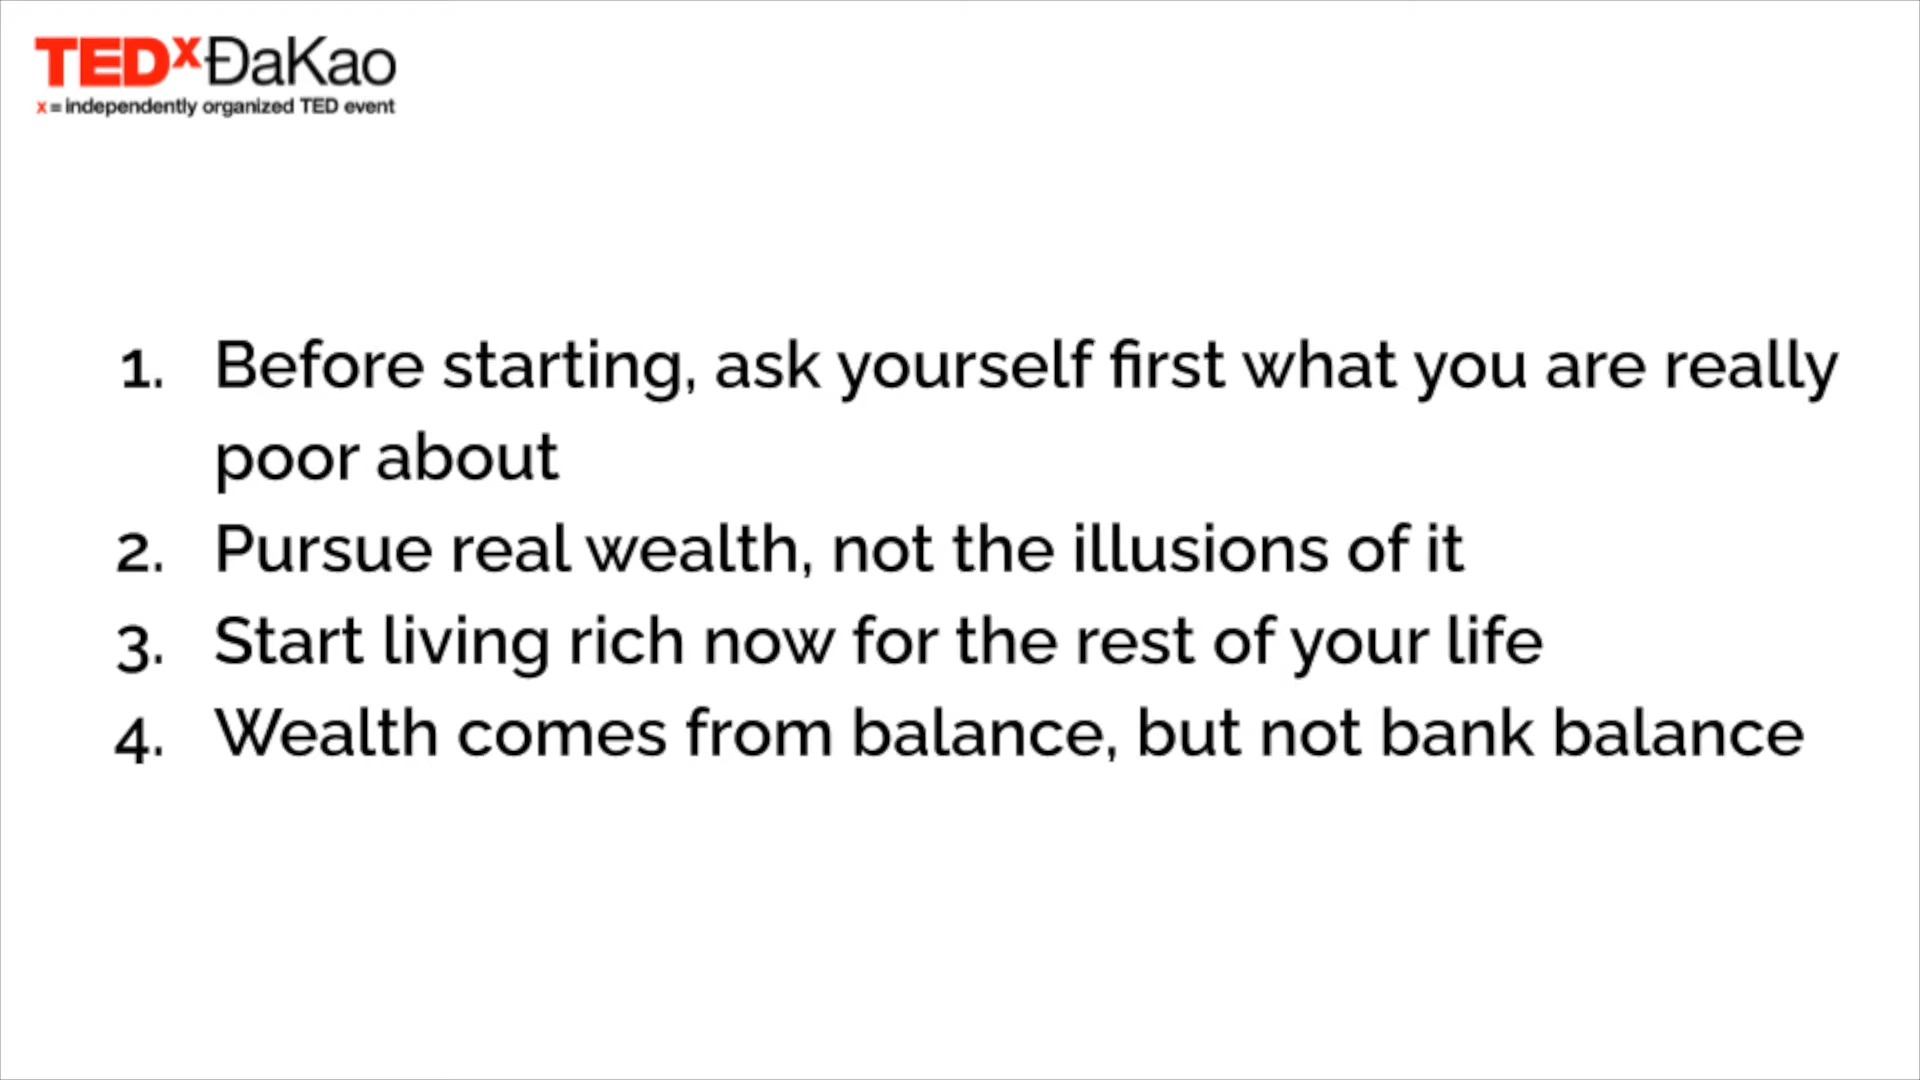 TEDxĐaKao
x = independently organized TED event
1. Before starting, ask yourself first what you are really
poor about
2. Pursue real wealth, not the illusions of it
3. Start living rich now for the rest of your life
4. Wealth comes from balance, but not bank balance